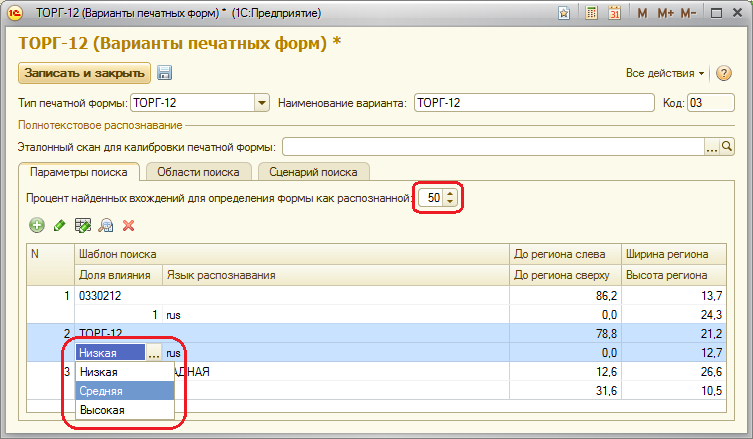 ТОРГ-12 (Варианты печатных форм) * (1С:Предприятие)
M M+ M-
ТОРГ-12 (Варианты печатных форм) *
Записать и закрыть
Все действия
Тип печатной формы: ТОРГ-12 Наименование варианта: ТОРГ-12 Код: 03
Полнотекстовое распознавание
Эталонный скан для калибровки печатной формы:
Параметры поиска Области поиска Сценарий поиска
Процент найденных вхождений для определения формы как распознанной: 50
N Шаблон поиска До региона слева Ширина региона
Доля влияния Язык распознавания До региона сверху Высота региона
1 0330212 86,2 13,7
1 rus 0,0 24,3
2 ТОРГ-12 78,8 21,2
Низкая ... rus 0,0 12,7
3 Низкая АДНАЯ 12,6 26,6
Средняя 31,6 10,5
Высокая